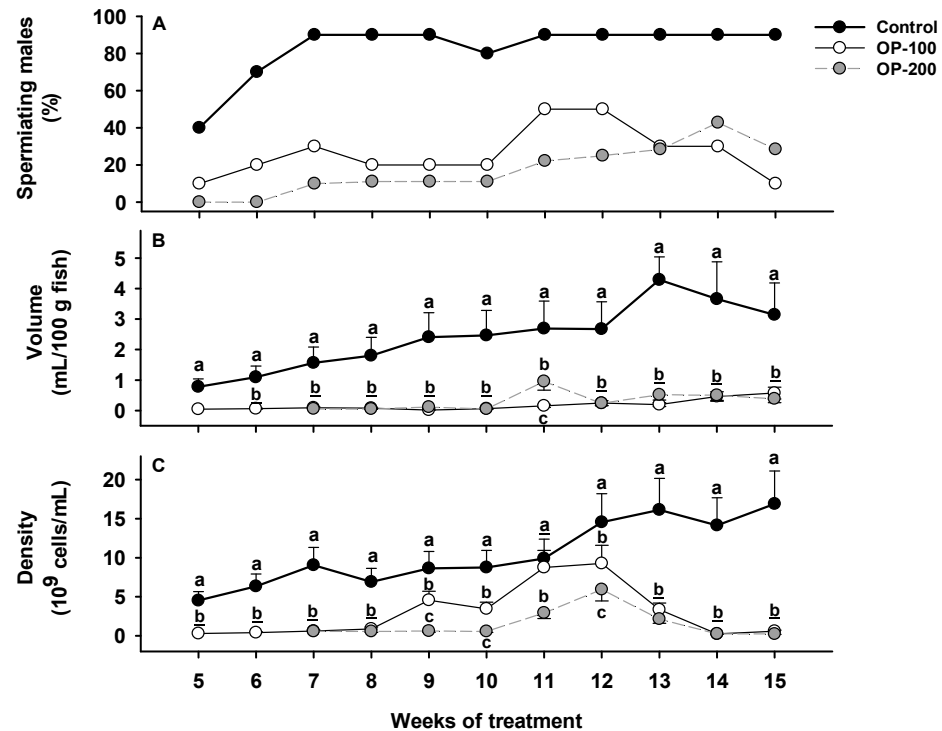 A
Control
OP-100
OP-200
Spermiating males
(%)
100
80
60
40
20
0
B
Volume
(mL/100 g fish)
5
4
3
2
1
0
a a a a a a a a a a a
b b b b b b b b b b
c
C
Density
(10⁹ cells/mL)
20
15
10
5
0
a a a a a a a a a a a
b b b b b b b b b b b
c c c
5 6 7 8 9 10 11 12 13 14 15
Weeks of treatment